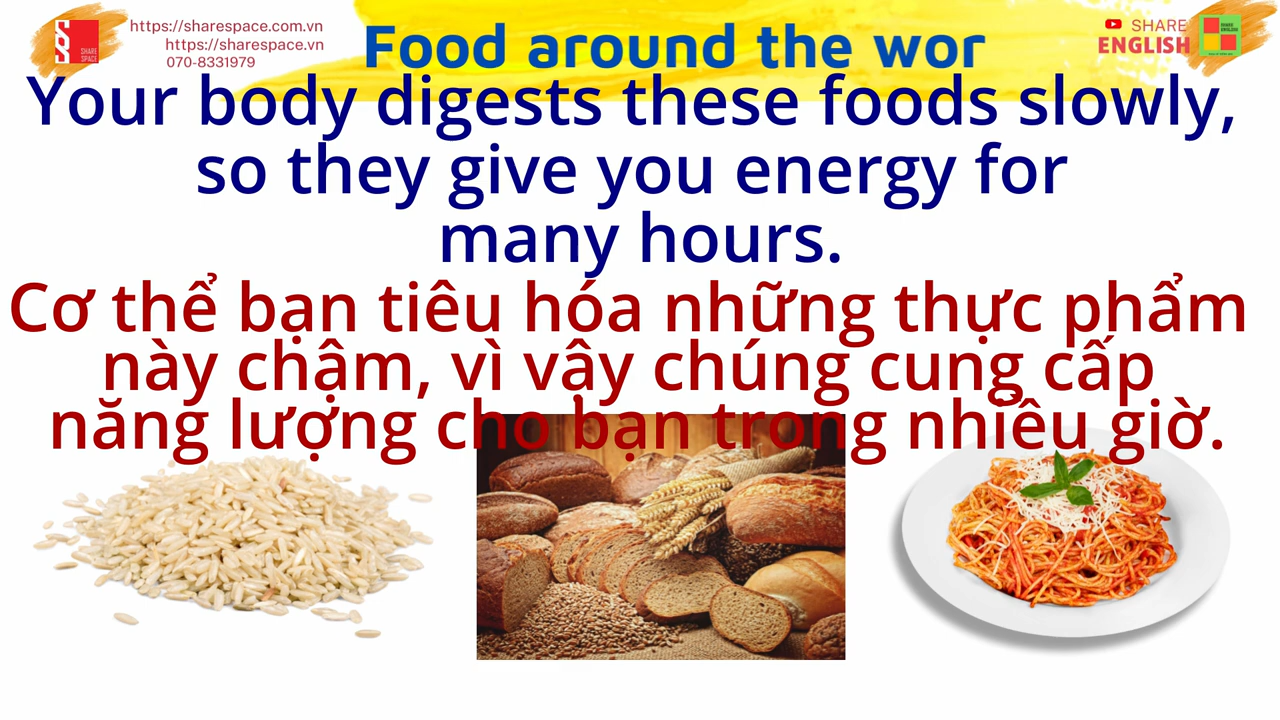 https://sharespace.com.vn
https://sharespace.vn
070-8331979
SHARE
SPACE
Food around the wor
SHARE
ENGLISH
Your body digests these foods slowly,
so they give you energy for
many hours.
Cơ thể bạn tiêu hóa những thực phẩm
này chậm, vì vậy chúng cung cấp
năng lượng cho bạn trong nhiều giờ.